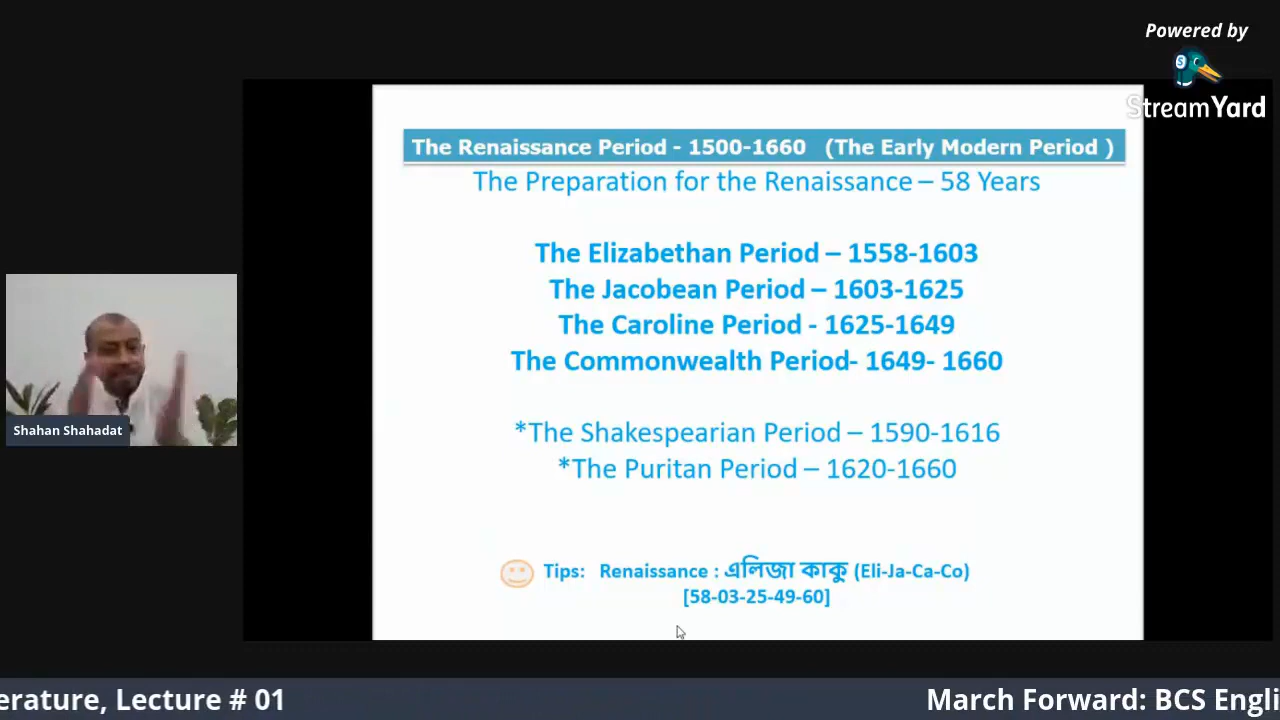 Powered by
StreamYard
The Renaissance Period - 1500-1660 (The Early Modern Period )
The Preparation for the Renaissance – 58 Years
The Elizabethan Period – 1558-1603
The Jacobean Period – 1603-1625
The Caroline Period - 1625-1649
The Commonwealth Period- 1649- 1660
*The Shakespearian Period – 1590-1616
*The Puritan Period – 1620-1660
Shahan Shahadat
Tips: Renaissance : এলিজা কাকু (Eli-Ja-Ca-Co)
[58-03-25-49-60]
erature, Lecture # 01
March Forward: BCS Engli